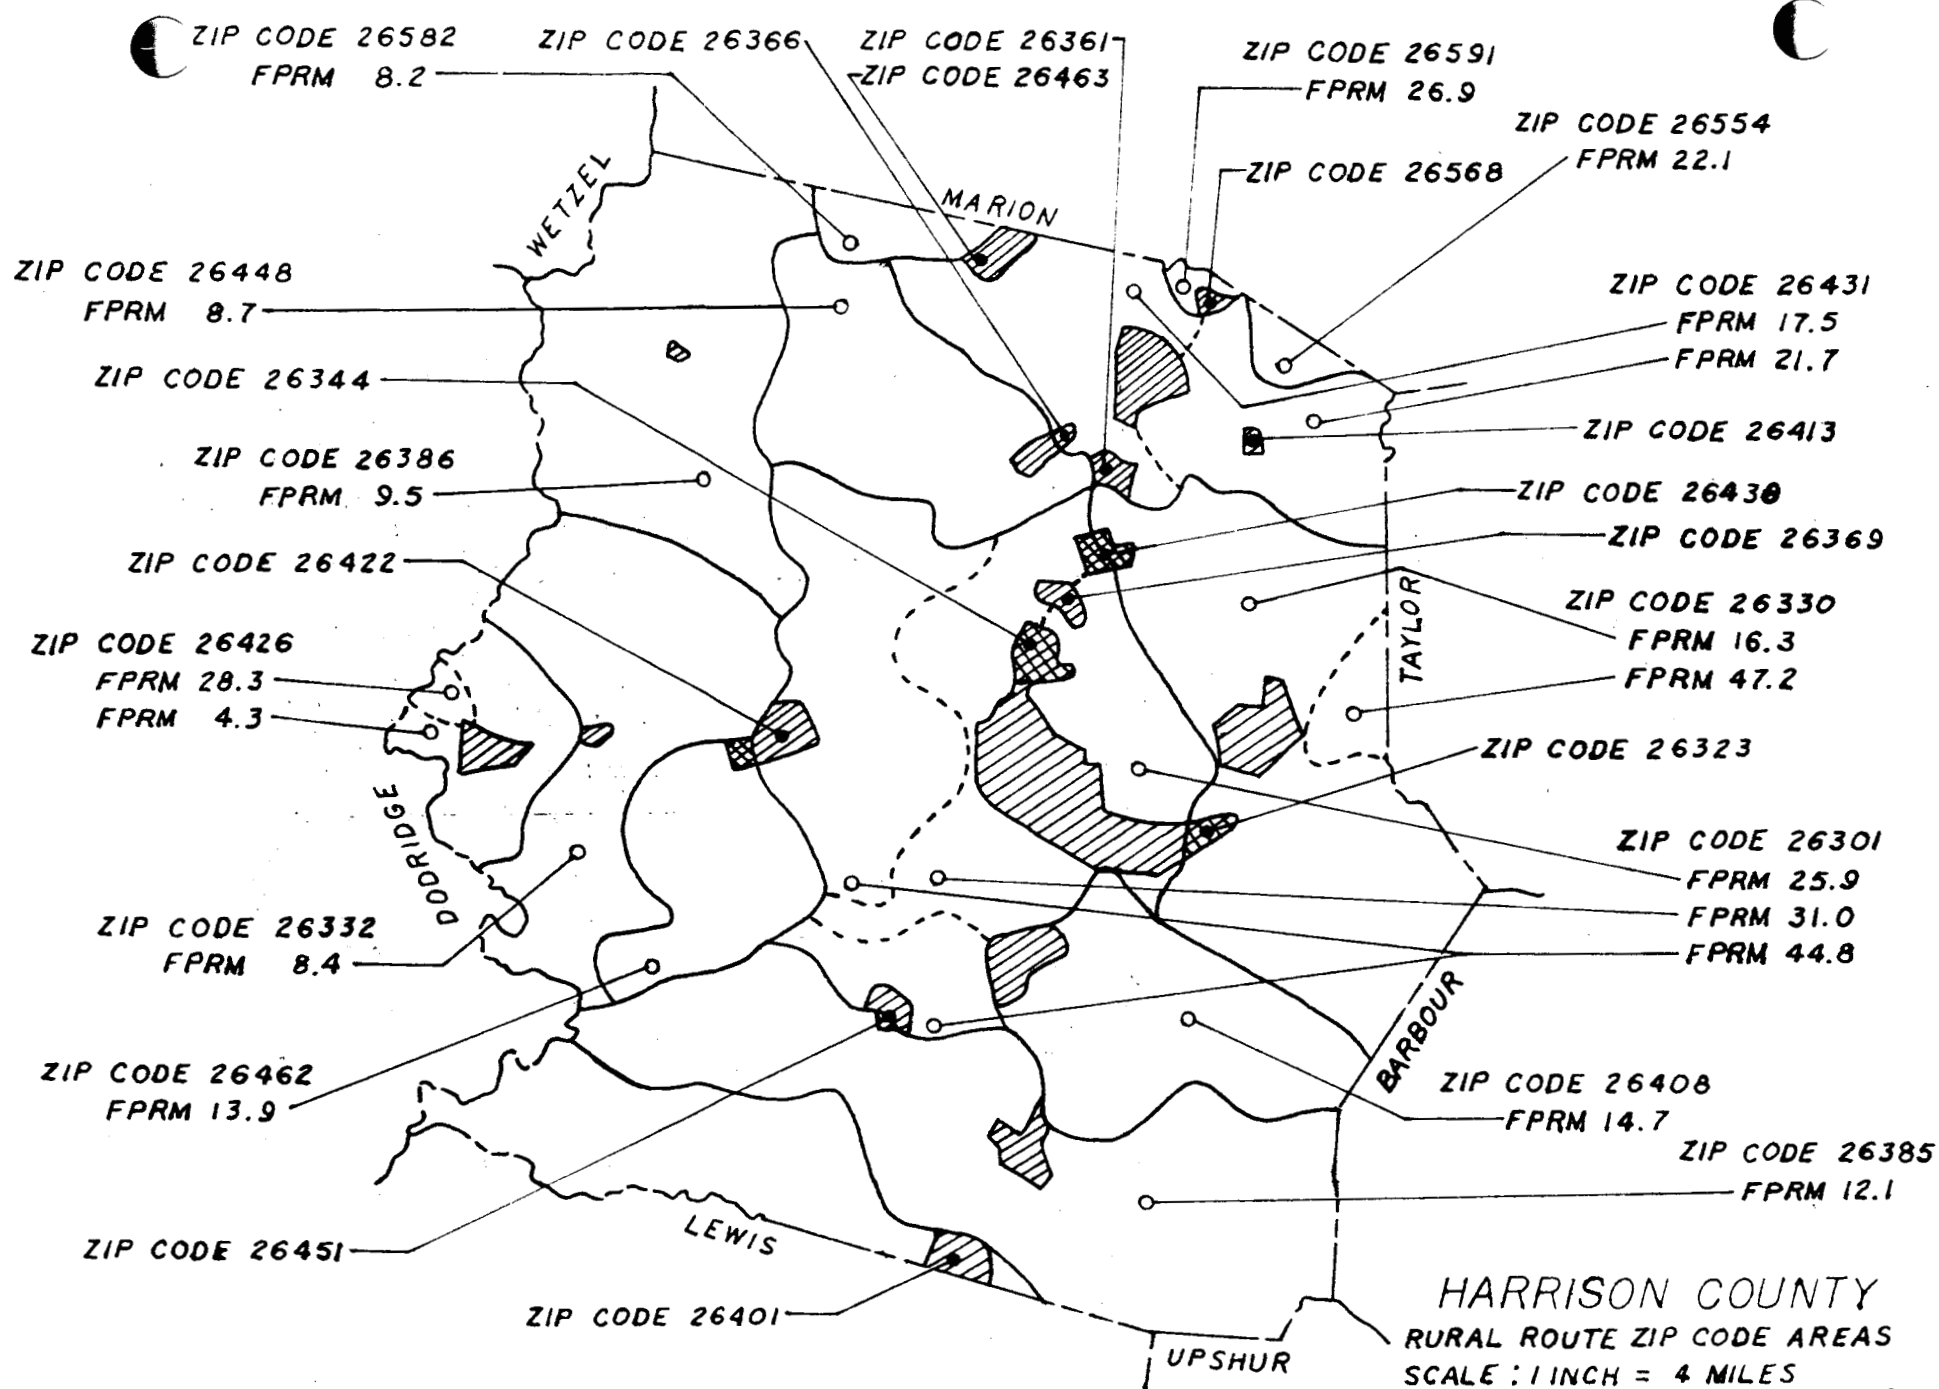 ZIP CODE 26582
FPRM 8.2
ZIP CODE 26366
ZIP CODE 26361
ZIP CODE 26463
ZIP CODE 26591
FPRM 26.9
ZIP CODE 26554
FPRM 22.1
ZIP CODE 26568
WETZEL
MARION
ZIP CODE 26448
FPRM 8.7
ZIP CODE 26431
FPRM 17.5
FPRM 21.7
ZIP CODE 26344
ZIP CODE 26413
ZIP CODE 26386
FPRM 9.5
ZIP CODE 26438
ZIP CODE 26369
ZIP CODE 26422
TAYLOR
ZIP CODE 26330
FPRM 16.3
FPRM 47.2
ZIP CODE 26426
FPRM 28.3
FPRM 4.3
ZIP CODE 26323
DODRIDGE
ZIP CODE 26301
FPRM 25.9
FPRM 31.0
FPRM 44.8
ZIP CODE 26332
FPRM 8.4
BARBOUR
ZIP CODE 26462
FPRM 13.9
ZIP CODE 26408
FPRM 14.7
ZIP CODE 26385
FPRM 12.1
LEWIS
ZIP CODE 26451
ZIP CODE 26401
UPSHUR
HARRISON COUNTY
RURAL ROUTE ZIP CODE AREAS
SCALE : 1 INCH = 4 MILES